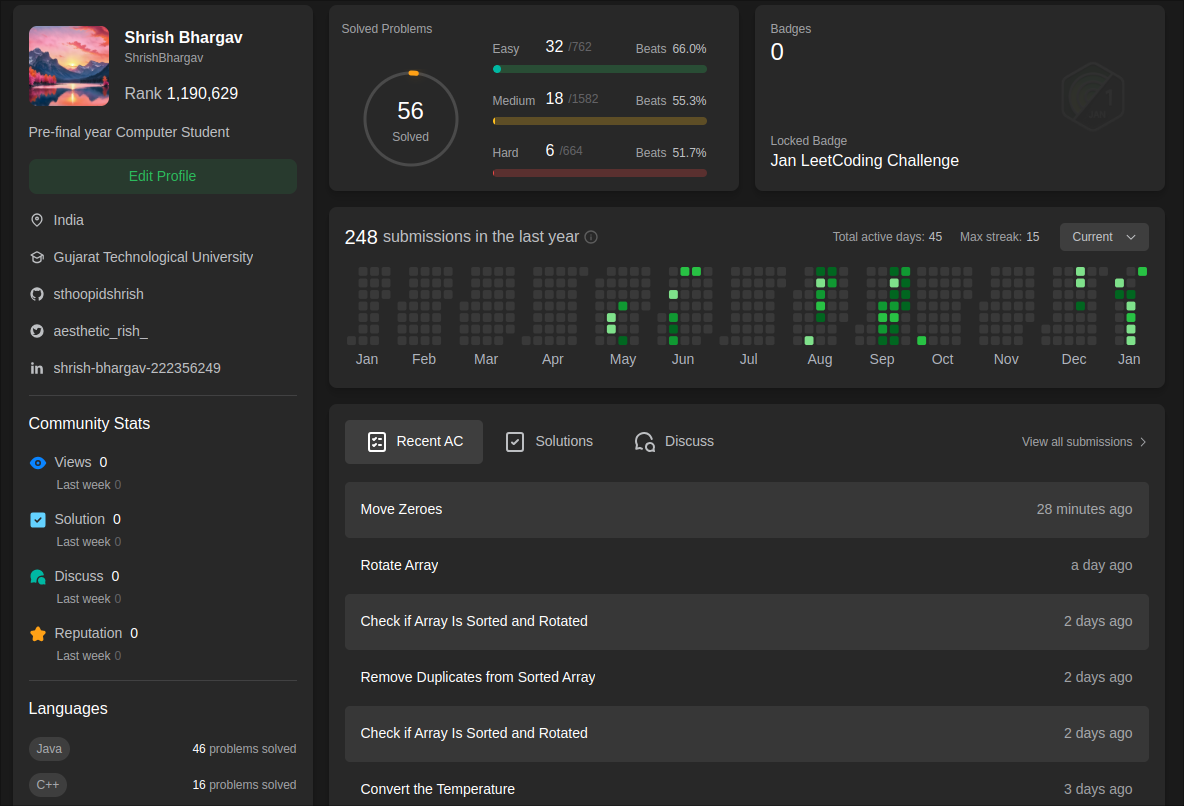 Shrish Bhargav
ShrishBhargav
Rank 1,190,629
Pre-final year Computer Student
Edit Profile
India
Gujarat Technological University
sthoopidshrish
aesthetic_rish_
shrish-bhargav-222356249
Community Stats
Views 0
Last week 0
Solution 0
Last week 0
Discuss 0
Last week 0
Reputation 0
Last week 0
Languages
Java 46 problems solved
C++ 16 problems solved
Solved Problems
56
Solved
Easy 32 /762 Beats 66.0%
Medium 18 /1582 Beats 55.3%
Hard 6 /664 Beats 51.7%
Badges
0
1
JAN
Locked Badge
Jan LeetCoding Challenge
248 submissions in the last year Total active days: 45 Max streak: 15 Current
Jan Feb Mar Apr May Jun Jul Aug Sep Oct Nov Dec Jan
Recent AC Solutions Discuss View all submissions
Move Zeroes 28 minutes ago
Rotate Array a day ago
Check if Array Is Sorted and Rotated 2 days ago
Remove Duplicates from Sorted Array 2 days ago
Check if Array Is Sorted and Rotated 2 days ago
Convert the Temperature 3 days ago